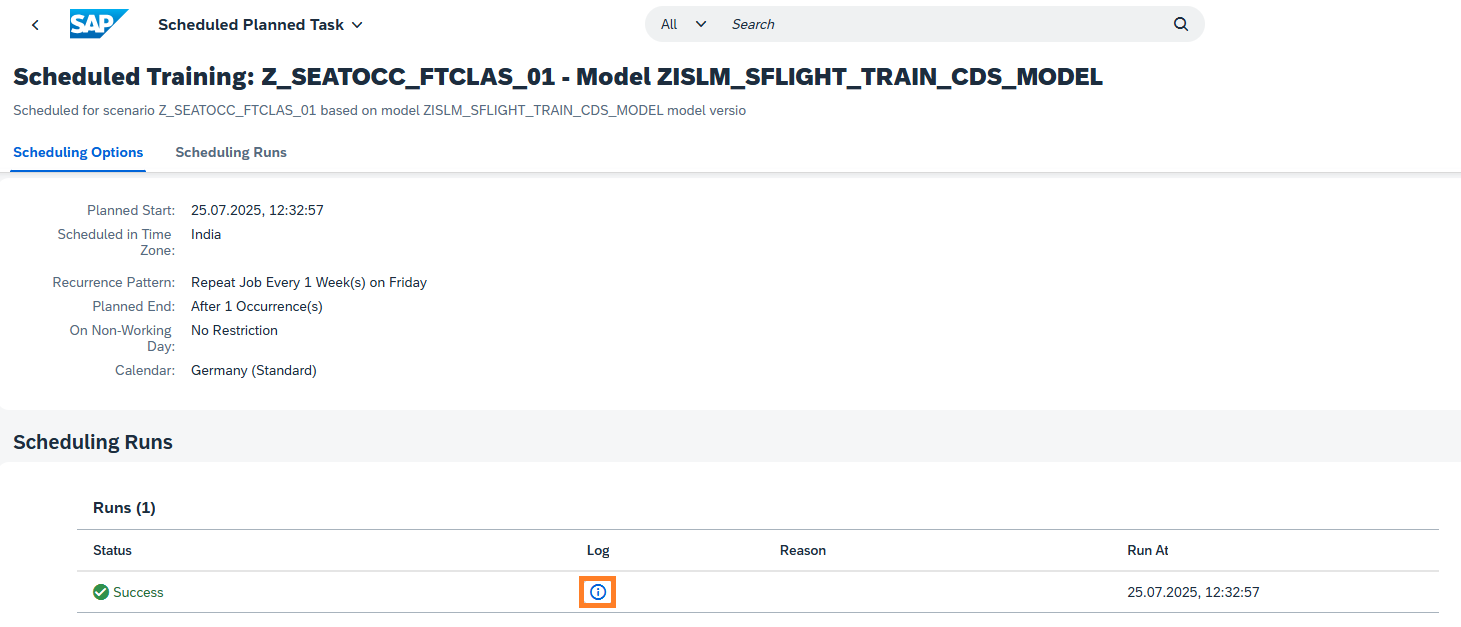 SAP Scheduled Planned Task All Search
Scheduled Training: Z_SEATOCC_FTCLAS_01 - Model ZISLM_SFLIGHT_TRAIN_CDS_MODEL
Scheduled for scenario Z_SEATOCC_FTCLAS_01 based on model ZISLM_SFLIGHT_TRAIN_CDS_MODEL model versio
Scheduling Options Scheduling Runs
Planned Start: 25.07.2025, 12:32:57
Scheduled in Time India
Zone:
Recurrence Pattern: Repeat Job Every 1 Week(s) on Friday
Planned End: After 1 Occurrence(s)
On Non-Working No Restriction
Day:
Calendar: Germany (Standard)
Scheduling Runs
Runs (1)
Status Log Reason Run At
Success 25.07.2025, 12:32:57